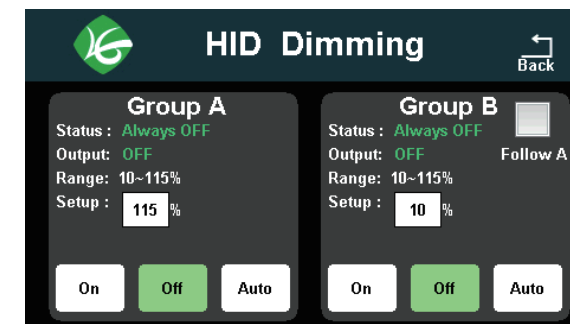 HID Dimming
Back
Group A
Status : Always OFF
Output: OFF
Range: 10~115%
Setup : 115 %
On Off Auto
Group B
Status : Always OFF
Output: OFF
Follow A
Range: 10~115%
Setup : 10 %
On Off Auto